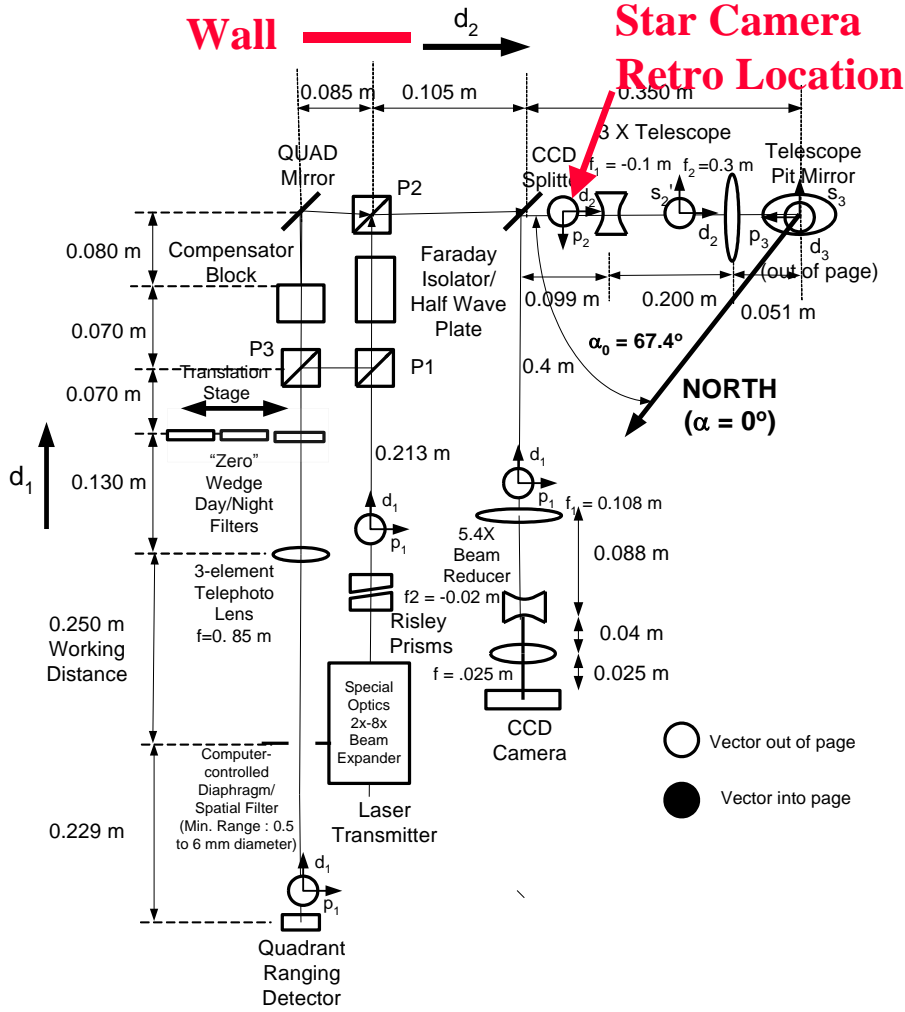 Wall
d2
Star Camera
Retro Location
0.085 m
0.105 m
0.350 m
3 X Telescope
QUAD
Mirror
P2
CCD
Splitter
f1 = -0.1 m
f2=0.3 m
Telescope
Pit Mirror
d2
p2
s2'
d2
s3
p3
d3
(out of page)
0.080 m
Compensator
Block
Faraday
Isolator/
Half Wave
Plate
0.099 m
0.200 m
0.051 m
0.070 m
P3
P1
α0 = 67.4º
0.4 m
NORTH
(α = 0º)
0.070 m
Translation
Stage
d1
0.130 m
"Zero"
Wedge
Day/Night
Filters
0.213 m
d1
p1
d1
p1
f1 = 0.108 m
5.4X
Beam
Reducer
0.088 m
3-element
Telephoto
Lens
f=0. 85 m
f2 = -0.02 m
Risley
Prisms
0.250 m
Working
Distance
0.04 m
f = .025 m
0.025 m
Special
Optics
2x-8x
Beam
Expander
CCD
Camera
Vector out of page
Computer-
controlled
Diaphragm/
Spatial Filter
(Min. Range : 0.5
to 6 mm diameter)
Laser
Transmitter
Vector into page
0.229 m
d1
p1
Quadrant
Ranging
Detector